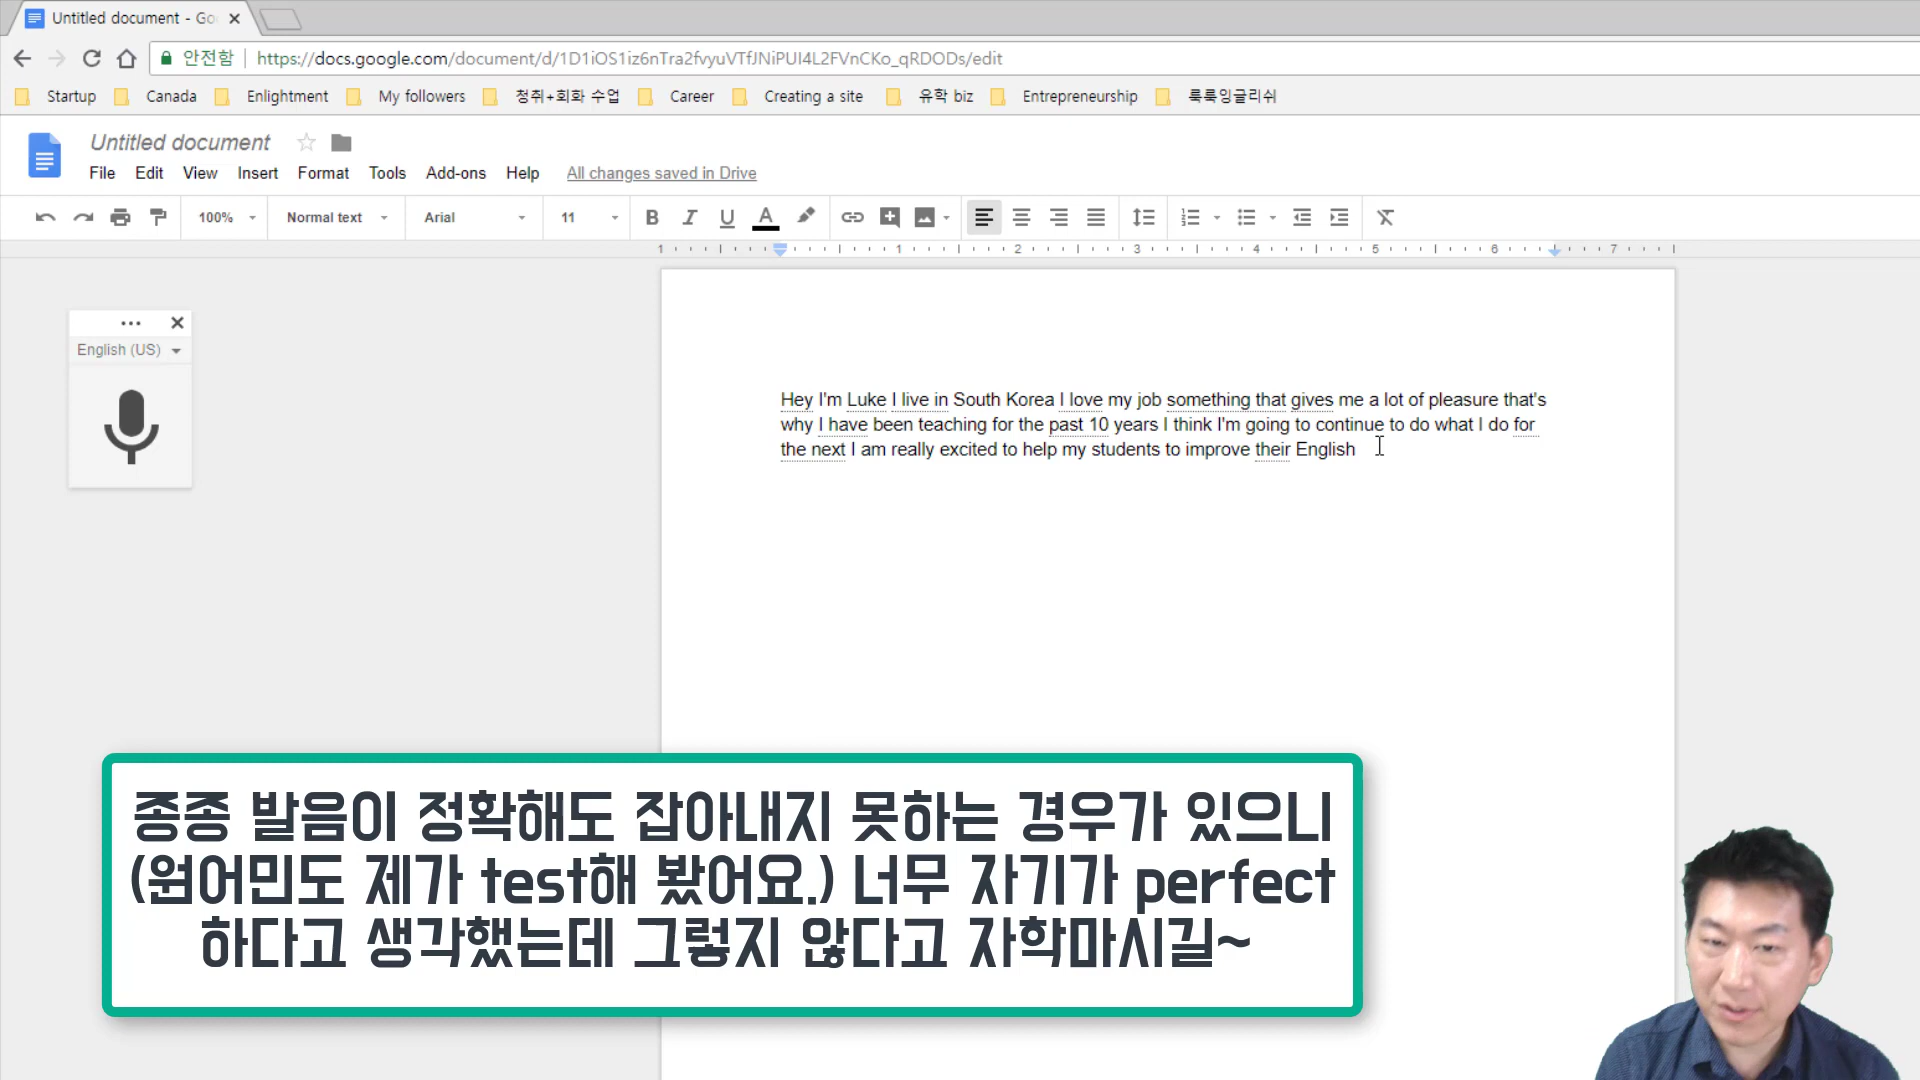 Untitled document - Go
안전함 https://docs.google.com/document/d/1D1iOS1iz6nTra2fvyuVTfJNiPUI4L2FVnCKo_qRDODs/edit
Startup Canada Enlightment My followers 청취+회화 수업 Career Creating a site 유학 biz Entrepreneurship 룩룩잉글리쉬
Untitled document
File Edit View Insert Format Tools Add-ons Help All changes saved in Drive
100% Normal text Arial 11
1 1 2 3 4 5 6 7
English (US)
Hey I'm Luke I live in South Korea I love my job something that gives me a lot of pleasure that's
why I have been teaching for the past 10 years I think I'm going to continue to do what I do for
the next I am really excited to help my students to improve their English
종종 발음이 정확해도 잡아내지 못하는 경우가 있으니
(원어민도 제가 test해 봤어요.) 너무 자기가 perfect
하다고 생각했는데 그렇지 않다고 자학마시길~